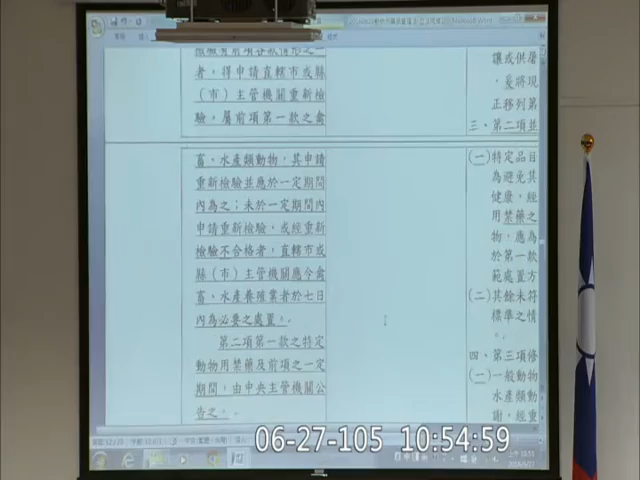 Microsoft Word
檢驗有前項各款情形之一
者，得申請直轄市或縣
（市）主管機關重新檢
驗，屬前項第一款之禽
畜、水產類動物，其申請
重新檢驗並應於一定期間
內為之；未於一定期間內
申請重新檢驗，或經重新
檢驗不合格者，直轄市或
縣（市）主管機關應令禽
畜、水產養殖業者於七日
內為必要之處置。
第二項第一款之特定
動物用禁藥及前項之一定
期間，由中央主管機關公
告之。
讓或供屠
，爰將現
正移列第
三、第二項並
（一）特定品目
為避免其
健康，經
用禁藥之
物，應為
於第一款
範處置方
（二）其餘未符
標準之情
。
四、第三項修
（一）一般動物
水產類動
謝，經重
06-27-105 10:54:59